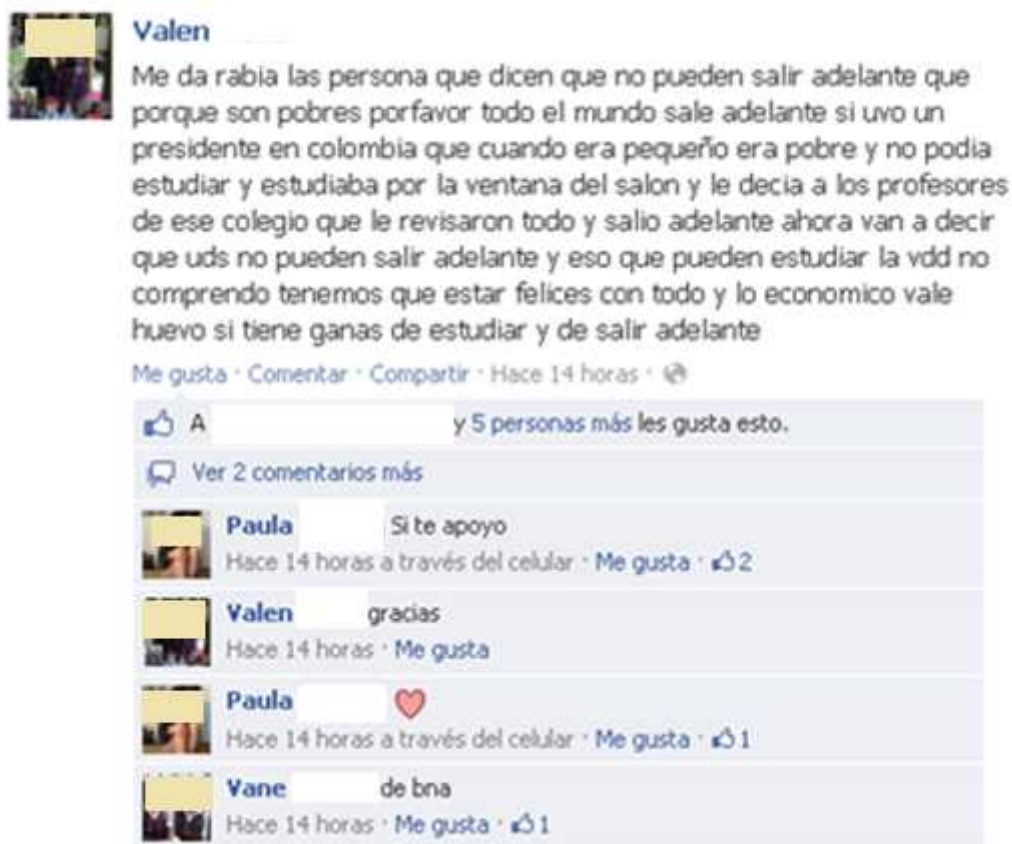 Valen
Me da rabia las persona que dicen que no pueden salir adelante que
porque son pobres porfavor todo el mundo sale adelante si uvo un
presidente en colombia que cuando era pequeño era pobre y no podia
estudiar y estudiaba por la ventana del salon y le decia a los profesores
de ese colegio que le revisaron todo y salio adelante ahora van a decir
que uds no pueden salir adelante y eso que pueden estudiar la vdd no
comprendo tenemos que estar felices con todo y lo economico vale
huevo si tiene ganas de estudiar y de salir adelante
Me gusta · Comentar · Compartir · Hace 14 horas ·
A y 5 personas más les gusta esto.
Ver 2 comentarios más
Paula Si te apoyo
Hace 14 horas a través del celular · Me gusta · 2
Valen gracias
Hace 14 horas · Me gusta
Paula
Hace 14 horas a través del celular · Me gusta · 1
Vane de bna
Hace 14 horas · Me gusta · 1